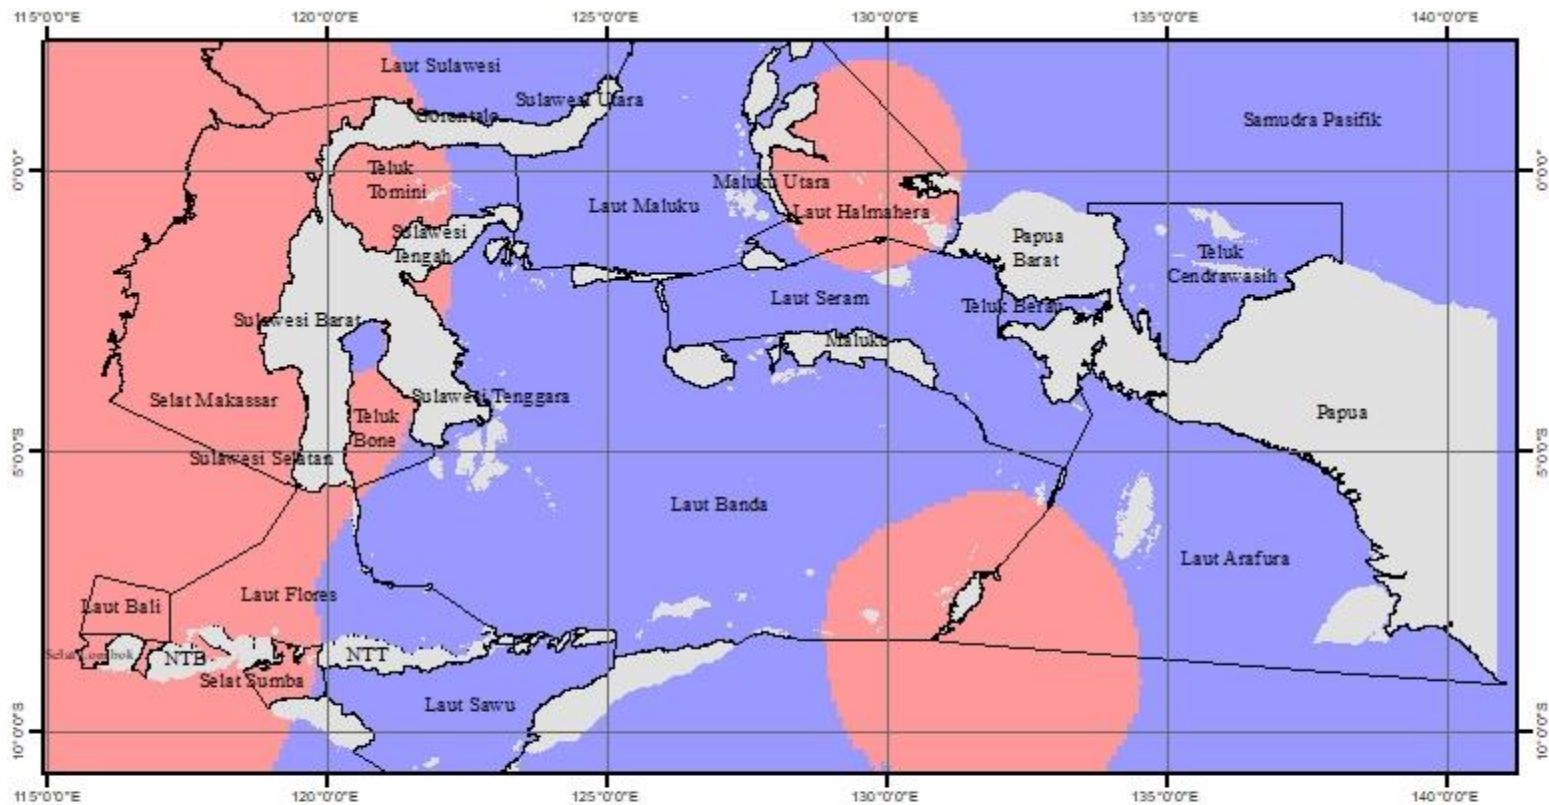 115°0'0"E 120°0'0"E 125°0'0"E 130°0'0"E 135°0'0"E 140°0'0"E
Laut Sulawesi
Sulawesi Utara
Gorontalo
Samudra Pasifik
0°0'0" 0°0'0"
Teluk
Tomini
Maluku Utara
Laut Maluku
Laut Halmahera
Sulawesi
Tengah
Papua
Barat
Teluk
Cendrawasih
Laut Seram
Teluk Berau
Sulawesi Barat
Maluku
Selat Makassar
Sulawesi Tenggara
Teluk
Bone
Papua
5°0'0"S 5°0'0"S
Sulawesi Selatan
Laut Banda
Laut Arafura
Laut Flores
Laut Bali
Selat Lombok
NTB
NTT
Selat Sumba
Laut Sawu
10°0'0"S 10°0'0"S
115°0'0"E 120°0'0"E 125°0'0"E 130°0'0"E 135°0'0"E 140°0'0"E